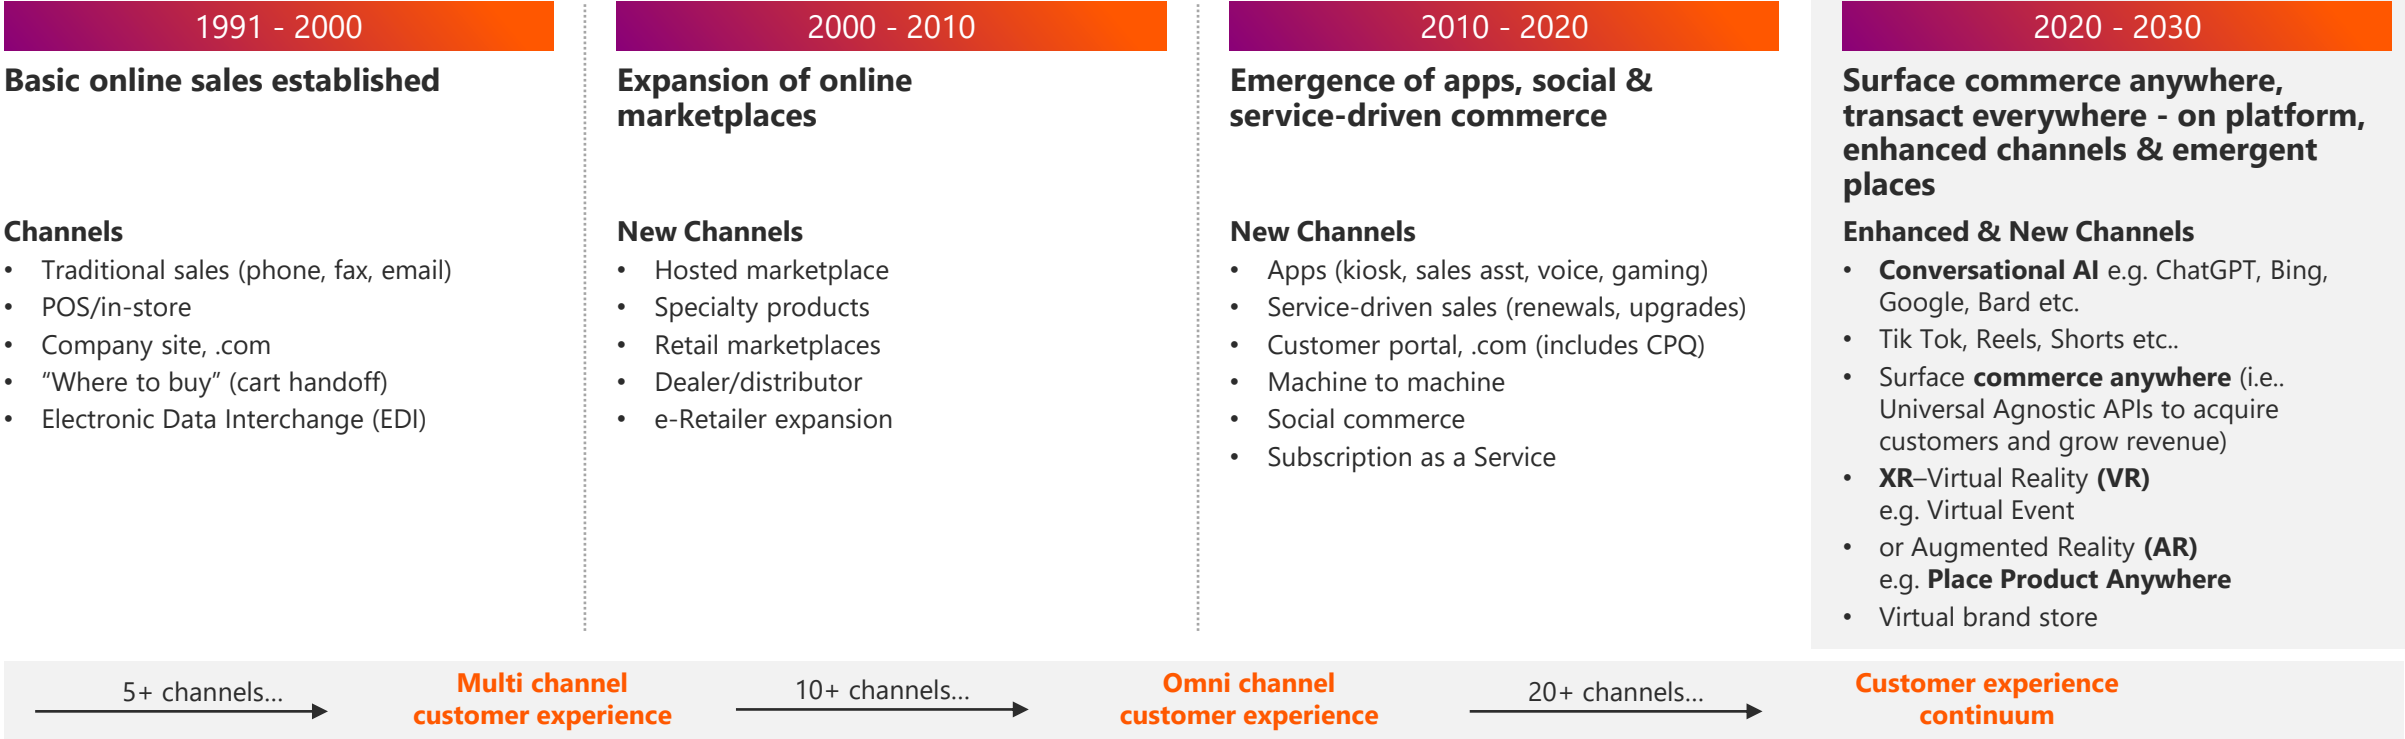 1991 - 2000
Basic online sales established
Channels
• Traditional sales (phone, fax, email)
• POS/in-store
• Company site, .com
• “Where to buy” (cart handoff)
• Electronic Data Interchange (EDI)
2000 - 2010
Expansion of online
marketplaces
New Channels
• Hosted marketplace
• Specialty products
• Retail marketplaces
• Dealer/distributor
• e-Retailer expansion
2010 - 2020
Emergence of apps, social &
service-driven commerce
New Channels
• Apps (kiosk, sales asst, voice, gaming)
• Service-driven sales (renewals, upgrades)
• Customer portal, .com (includes CPQ)
• Machine to machine
• Social commerce
• Subscription as a Service
2020 - 2030
Surface commerce anywhere,
transact everywhere - on platform,
enhanced channels & emergent
places
Enhanced & New Channels
• Conversational AI e.g. ChatGPT, Bing,
Google, Bard etc.
• Tik Tok, Reels, Shorts etc..
• Surface commerce anywhere (i.e..
Universal Agnostic APIs to acquire
customers and grow revenue)
• XR–Virtual Reality (VR)
e.g. Virtual Event
• or Augmented Reality (AR)
e.g. Place Product Anywhere
• Virtual brand store
5+ channels...
Multi channel
customer experience
10+ channels...
Omni channel
customer experience
20+ channels...
Customer experience
continuum